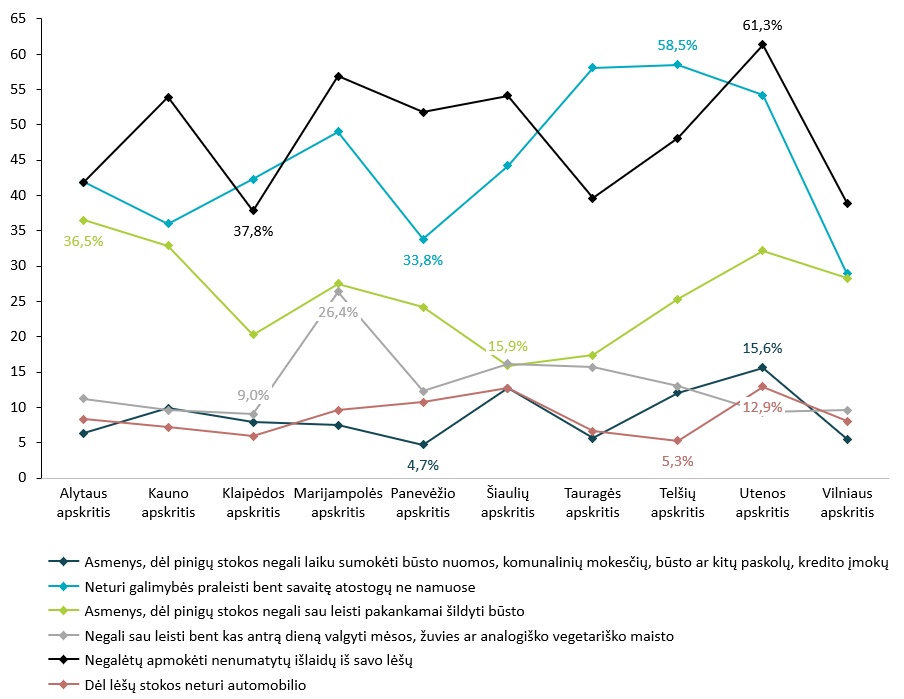 65
60
55
50
45
40
35
30
25
20
15
10
5
0
61,3%
58,5%
37,8%
36,5%
33,8%
26,4%
15,9%
15,6%
9,0%
12,9%
4,7%
5,3%
Alytaus apskritis
Kauno apskritis
Klaipėdos apskritis
Marijampolės apskritis
Panevėžio apskritis
Šiaulių apskritis
Tauragės apskritis
Telšių apskritis
Utenos apskritis
Vilniaus apskritis
Asmenys, dėl pinigų stokos negali laiku sumokėti būsto nuomos, komunalinių mokesčių, būsto ar kitų paskolų, kredito įmokų
Neturi galimybės praleisti bent savaitę atostogų ne namuose
Asmenys, dėl pinigų stokos negali sau leisti pakankamai šildyti būsto
Negali sau leisti bent kas antrą dieną valgyti mėsos, žuvies ar analogiško vegetariško maisto
Negalėtų apmokėti nenumatytų išlaidų iš savo lėšų
Dėl lėšų stokos neturi automobilio